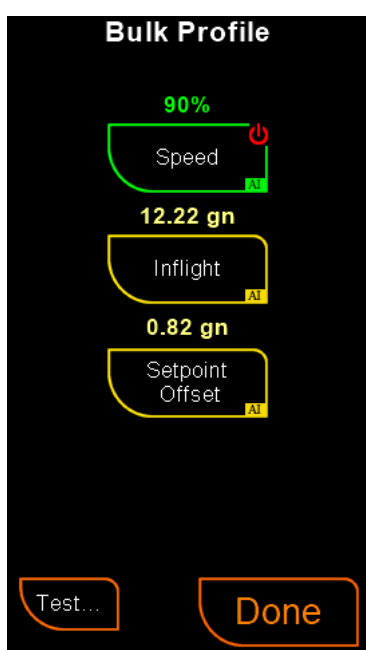 Bulk Profile
90%
Speed
AI
12.22 gn
Inflight
AI
0.82 gn
Setpoint
Offset
AI
Test...
Done